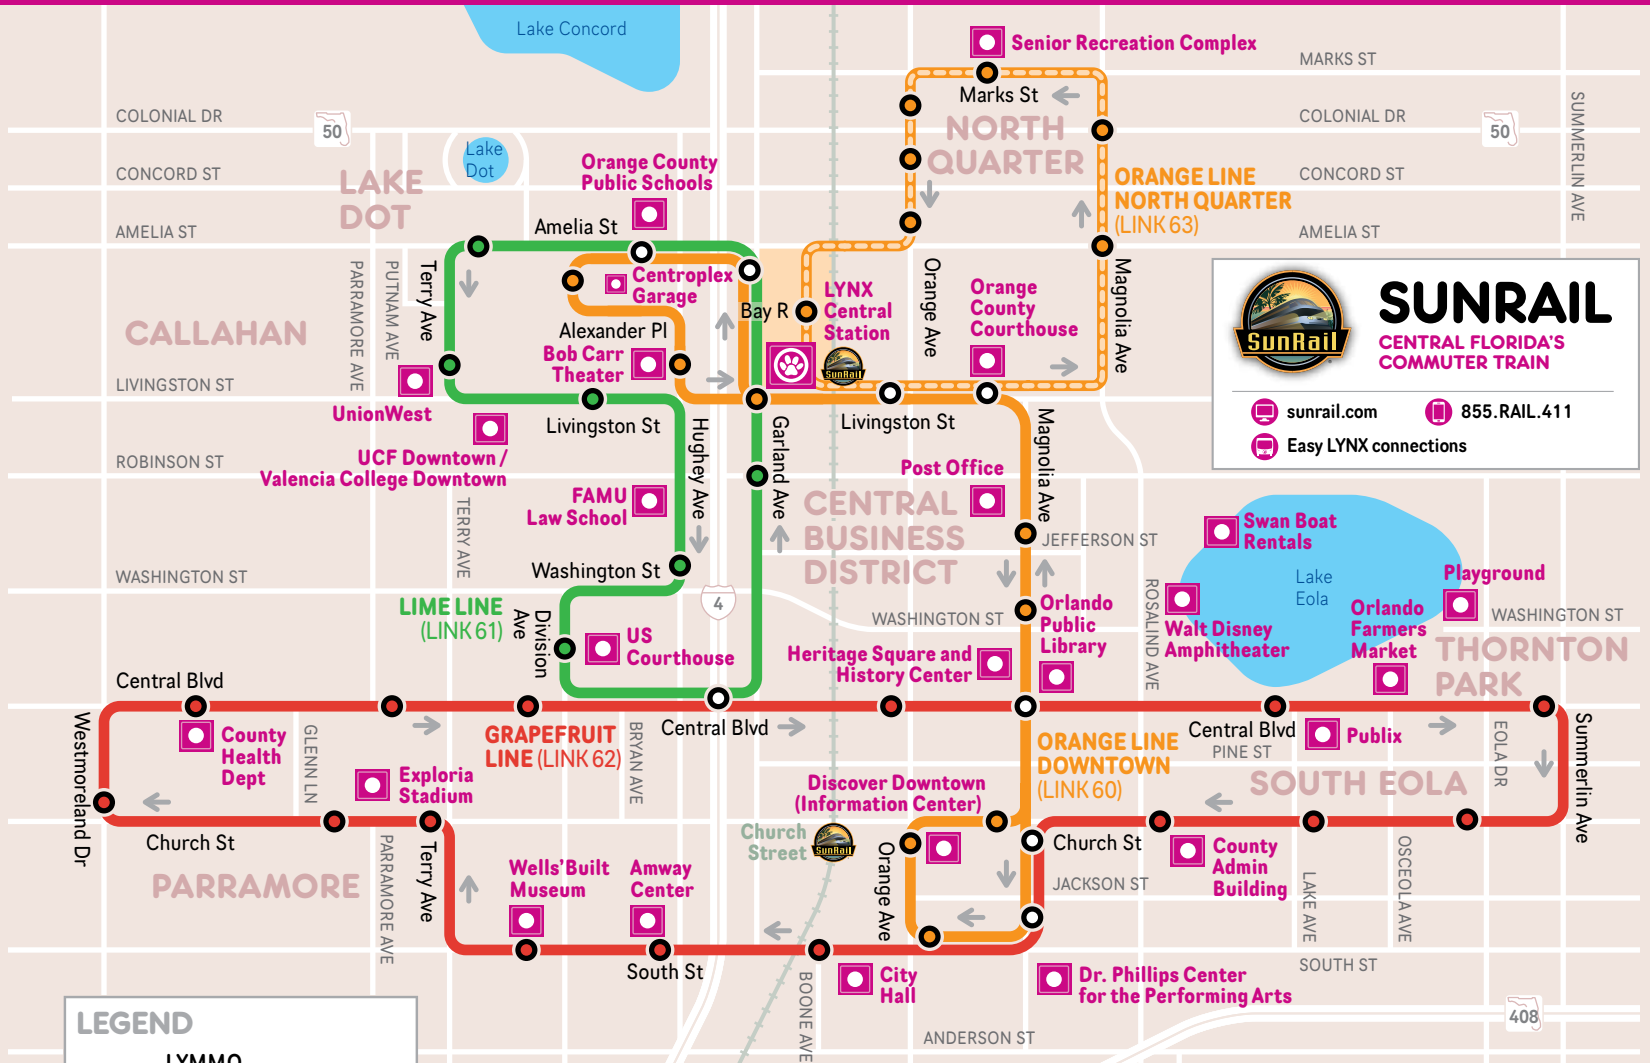 Lake Concord
Senior Recreation Complex
MARKS ST
Marks St
COLONIAL DR
50
NORTH
QUARTER
COLONIAL DR
50
SUMMERLIN AVE
Lake
Dot
Orange County
Public Schools
CONCORD ST
LAKE
DOT
ORANGE LINE
NORTH QUARTER
(LINK 63)
CONCORD ST
AMELIA ST
Amelia St
AMELIA ST
PARRAMORE AVE
PUTNAM AVE
Terry Ave
Centroplex
Garage
Bay R
LYNX
Central
Station
Orange Ave
Orange
County
Courthouse
Magnolia Ave
SunRail
SUNRAIL
CENTRAL FLORIDA'S
COMMUTER TRAIN
sunrail.com
855.RAIL.411
Easy LYNX connections
CALLAHAN
Alexander Pl
Bob Carr
Theater
SunRail
LIVINGSTON ST
UnionWest
Livingston St
Hughey Ave
Garland Ave
Livingston St
Magnolia Ave
ROBINSON ST
UCF Downtown /
Valencia College Downtown
Post Office
FAMU
Law School
TERRY AVE
CENTRAL
BUSINESS
DISTRICT
JEFFERSON ST
Swan Boat
Rentals
Lake
Eola
Playground
WASHINGTON ST
Washington St
4
LIME LINE
(LINK 61)
Division
Ave
US
Courthouse
WASHINGTON ST
Orlando
Public
Library
ROSALIND AVE
Walt Disney
Amphitheater
Orlando
Farmers
Market
WASHINGTON ST
THORNTON
PARK
Heritage Square and
History Center
Central Blvd
Westmoreland Dr
County
Health
Dept
GLENN LN
Exploria
Stadium
GRAPEFRUIT
LINE (LINK 62)
BRYAN AVE
Central Blvd
ORANGE LINE
DOWNTOWN
(LINK 60)
Central Blvd
PINE ST
Publix
EOLA DR
Summerlin Ave
SOUTH EOLA
Discover Downtown
(Information Center)
Church St
PARRAMORE AVE
Terry Ave
Church
Street
SunRail
Orange Ave
Church St
JACKSON ST
County
Admin
Building
LAKE AVE
OSCEOLA AVE
PARRAMORE
Wells'Built
Museum
Amway
Center
South St
BOONE AVE
City
Hall
Dr. Phillips Center
for the Performing Arts
SOUTH ST
408
ANDERSON ST
LEGEND
LYMMO